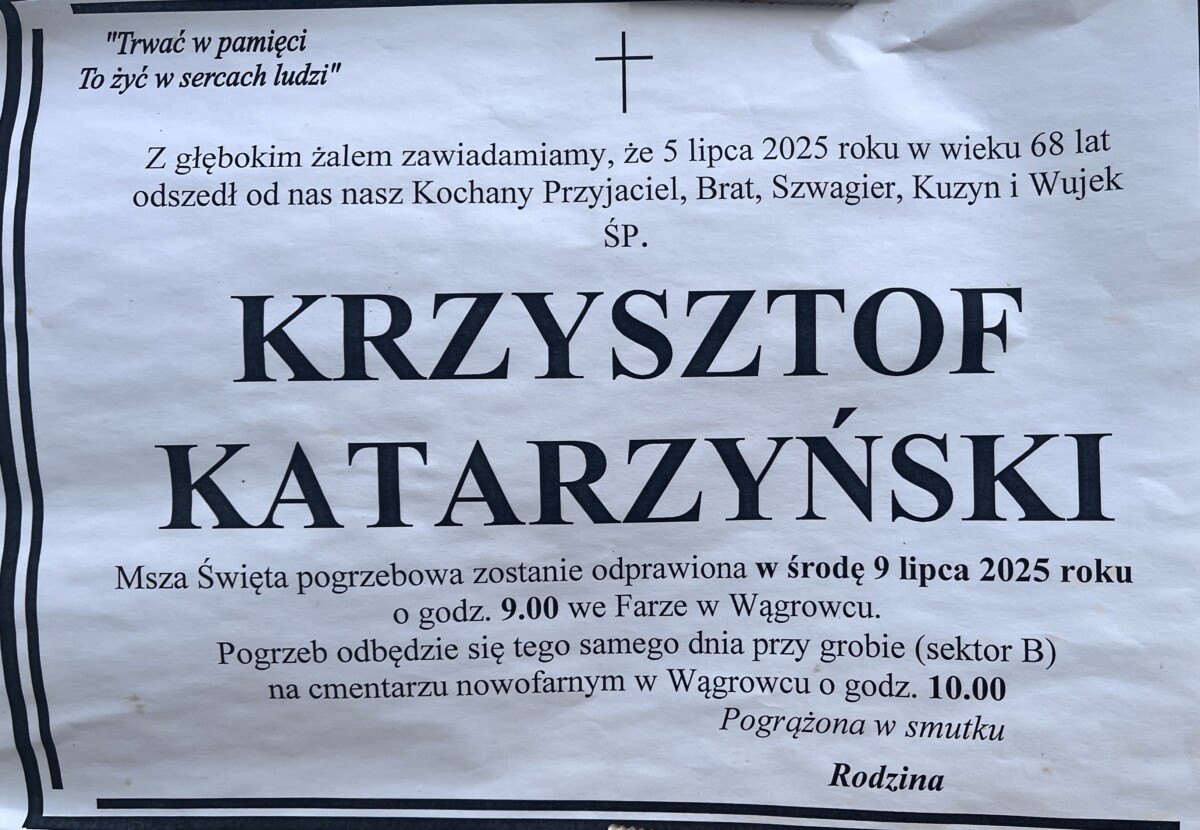 "Trwać w pamięci
To żyć w sercach ludzi"
Z głębokim żalem zawiadamiamy, że 5 lipca 2025 roku w wieku 68 lat
odszedł od nas nasz Kochany Przyjaciel, Brat, Szwagier, Kuzyn i Wujek
ŚP.
KRZYSZTOF
KATARZYŃSKI
Msza Święta pogrzebowa zostanie odprawiona w środę 9 lipca 2025 roku
o godz. 9.00 we Farze w Wągrowcu.
Pogrzeb odbędzie się tego samego dnia przy grobie (sektor B)
na cmentarzu nowofarnym w Wągrowcu o godz. 10.00
Pogrążona w smutku
Rodzina